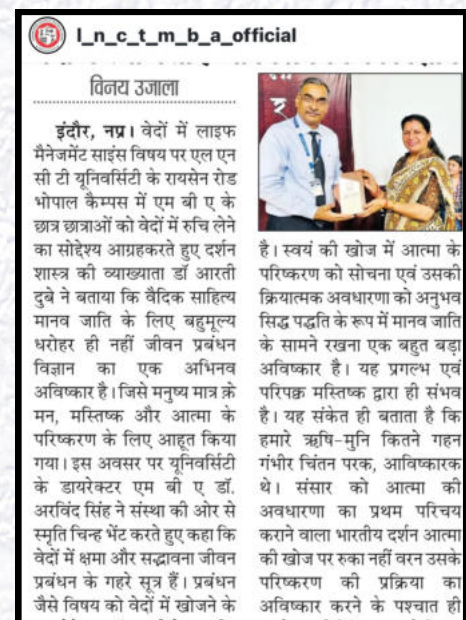 l_n_c_t_m_b_a_official
विनय उजाला
इंदौर, नप्र। वेदों में लाइफ
मैनेजमेंट साइंस विषय पर एल एन
सी टी यूनिवर्सिटी के रायसेन रोड
भोपाल कैम्पस में एम बी ए के
छात्र छात्राओं को वेदों में रुचि लेने
का सोद्देश्य आग्रहकरते हुए दर्शन
शास्त्र की व्याख्याता डॉ आरती
दुबे ने बताया कि वैदिक साहित्य
मानव जाति के लिए बहुमूल्य
धरोहर ही नहीं जीवन प्रबंधन
विज्ञान का एक अभिनव
अविष्कार है। जिसे मनुष्य मात्र क्रे
मन, मस्तिष्क और आत्मा के
परिष्करण के लिए आहूत किया
गया। इस अवसर पर यूनिवर्सिटी
के डायरेक्टर एम बी ए डॉ.
अरविंद सिंह ने संस्था की ओर से
स्मृति चिन्ह भेंट करते हुए कहा कि
वेदों में क्षमा और सद्भावना जीवन
प्रबंधन के गहरे सूत्र हैं। प्रबंधन
जैसे विषय को वेदों में खोजने के
है। स्वयं की खोज में आत्मा के
परिष्करण को सोचना एवं उसकी
क्रियात्मक अवधारणा को अनुभव
सिद्ध पद्धति के रूप में मानव जाति
के सामने रखना एक बहुत बड़ा
अविष्कार है। यह प्रगल्भ एवं
परिपक्व मस्तिष्क द्वारा ही संभव
है। यह संकेत ही बताता है कि
हमारे ऋषि-मुनि कितने गहन
गंभीर चिंतन परक, आविष्कारक
थे। संसार को आत्मा की
अवधारणा का प्रथम परिचय
कराने वाला भारतीय दर्शन आत्मा
की खोज पर रुका नहीं वरन उसके
परिष्करण की प्रक्रिया का
अविष्कार करने के पश्चात ही